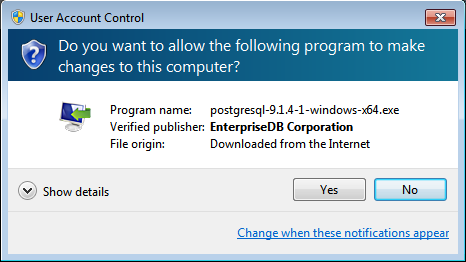 User Account Control
Do you want to allow the following program to make
changes to this computer?
Program name: postgresql-9.1.4-1-windows-x64.exe
Verified publisher: EnterpriseDB Corporation
File origin: Downloaded from the Internet
Show details Yes No
Change when these notifications appear